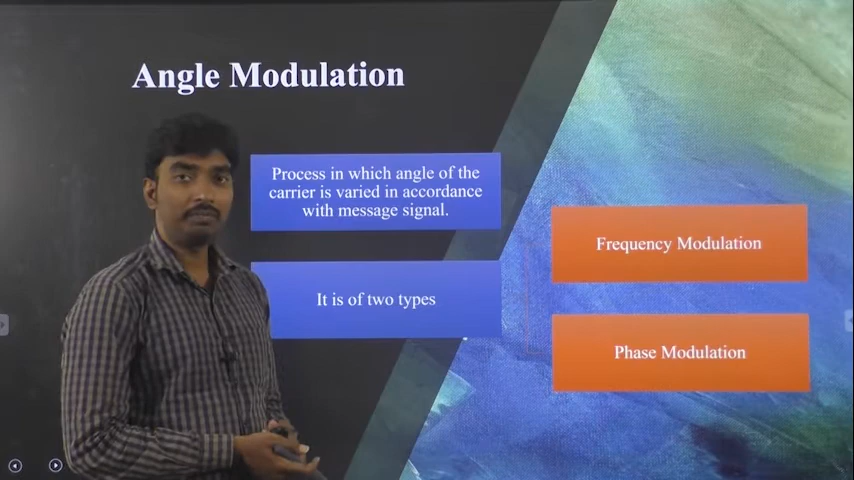 Angle Modulation
Process in which angle of the
carrier is varied in accordance
with message signal.
It is of two types
Frequency Modulation
Phase Modulation